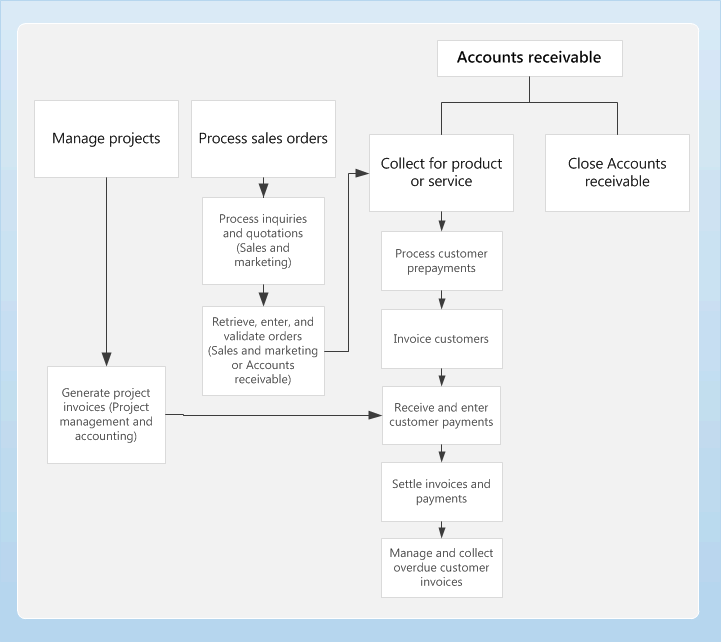 Accounts receivable
Manage projects
Process sales orders
Collect for product
or service
Close Accounts
receivable
Process inquiries
and quotations
(Sales and
marketing)
Process customer
prepayments
Retrieve, enter, and
validate orders
(Sales and marketing
or Accounts
receivable)
Invoice customers
Generate project
invoices (Project
management and
accounting)
Receive and enter
customer payments
Settle invoices and
payments
Manage and collect
overdue customer
invoices